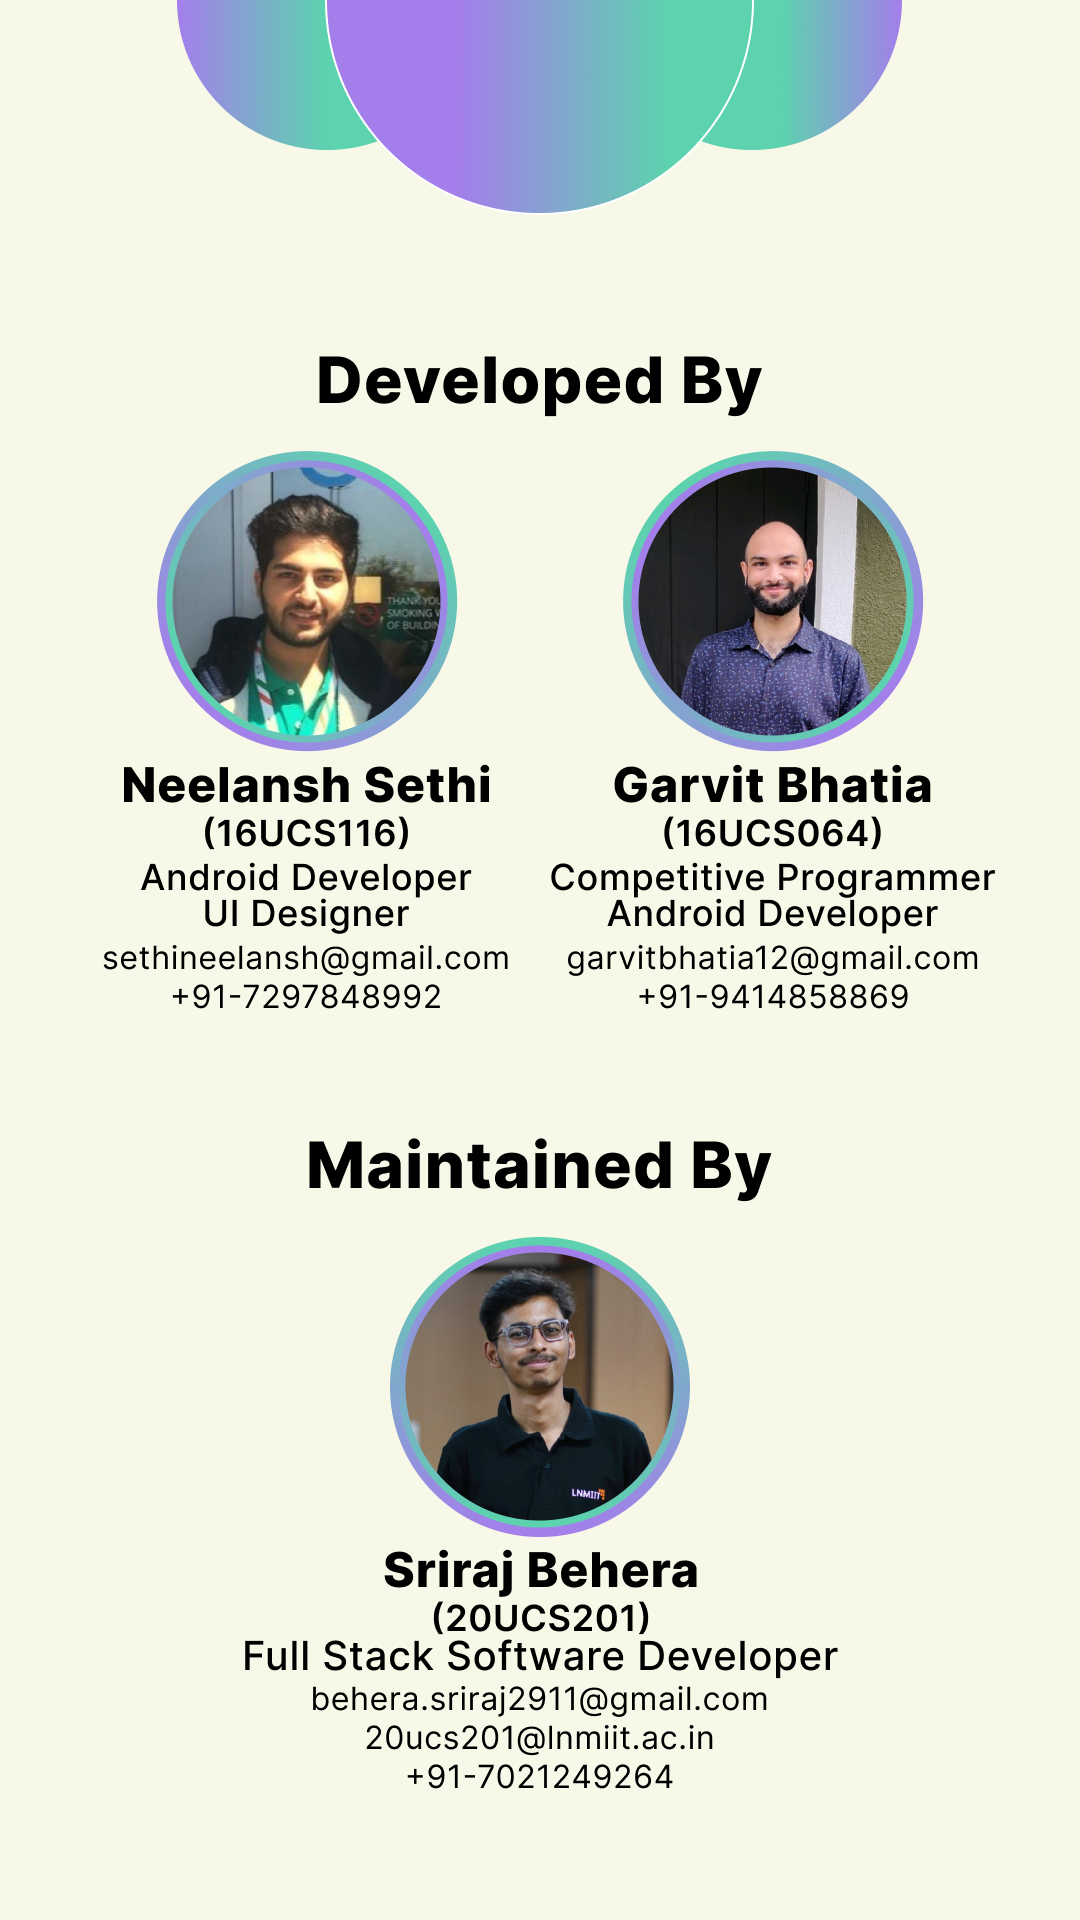 Developed By
THANK YOU
SMOKING
OF BUILDIN
Neelansh Sethi
(16UCS116)
Android Developer
UI Designer
sethineelansh@gmail.com
+91-7297848992
Garvit Bhatia
(16UCS064)
Competitive Programmer
Android Developer
garvitbhatia12@gmail.com
+91-9414858869
Maintained By
LNMIIT
Sriraj Behera
(20UCS201)
Full Stack Software Developer
behera.sriraj2911@gmail.com
20ucs201@lnmiit.ac.in
+91-7021249264